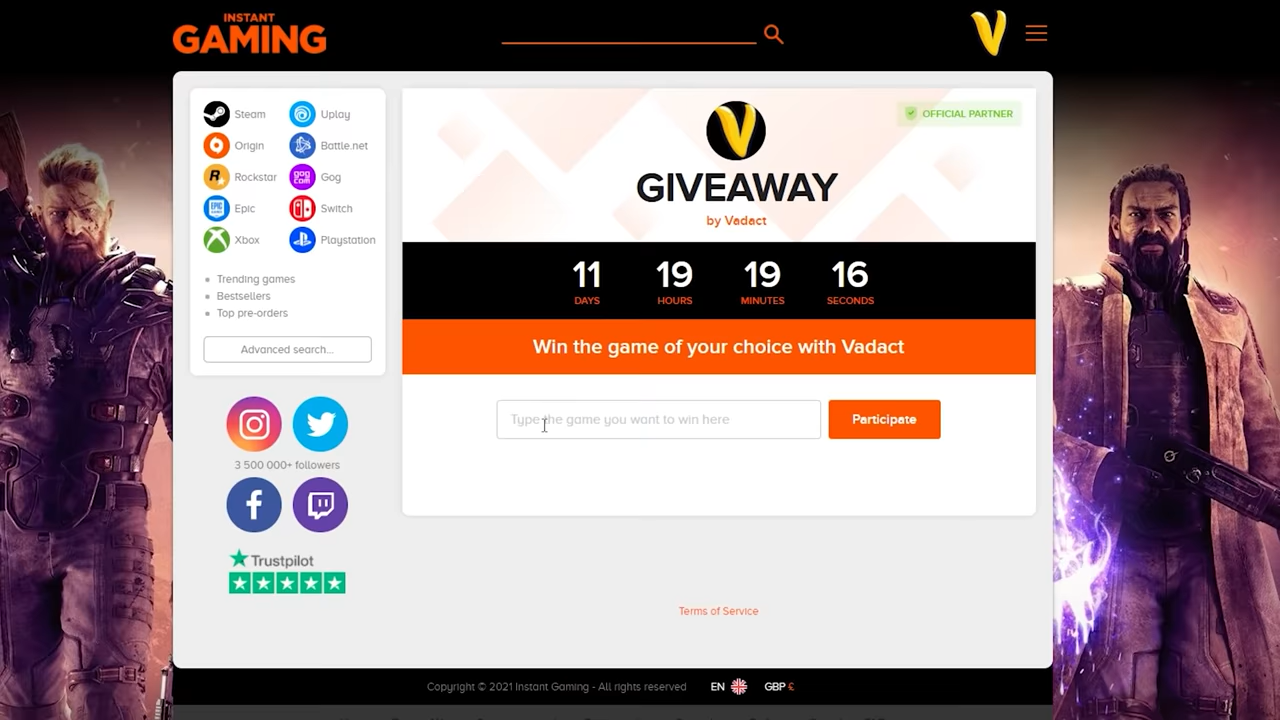 INSTANT
GAMING
Steam
Uplay
Origin
Battle.net
Rockstar
Gog
Epic
Switch
Xbox
Playstation
Trending games
Bestsellers
Top pre-orders
Advanced search...
3 500 000+ followers
Trustpilot
OFFICIAL PARTNER
GIVEAWAY
by Vadact
11 19 19 16
DAYS HOURS MINUTES SECONDS
Win the game of your choice with Vadact
Type the game you want to win here
Participate
Terms of Service
Copyright © 2021 Instant Gaming - All rights reserved
EN
GBP £